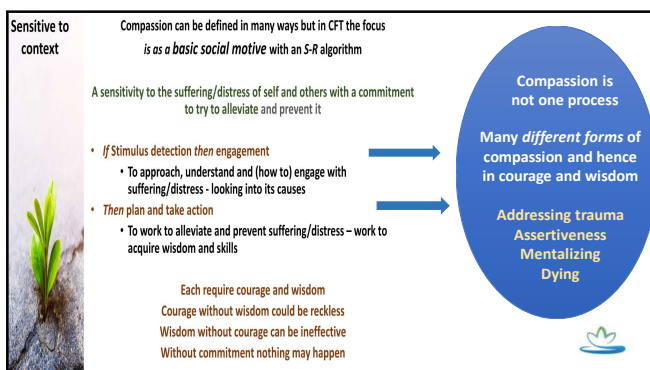 Sensitive to
context
Compassion can be defined in many ways but in CFT the focus
is as a basic social motive with an S-R algorithm
A sensitivity to the suffering/distress of self and others with a commitment
to try to alleviate and prevent it
• If Stimulus detection then engagement
• To approach, understand and (how to) engage with
suffering/distress - looking into its causes
• Then plan and take action
• To work to alleviate and prevent suffering/distress – work to
acquire wisdom and skills
Each require courage and wisdom
Courage without wisdom could be reckless
Wisdom without courage can be ineffective
Without commitment nothing may happen
Compassion is
not one process
Many different forms of
compassion and hence
in courage and wisdom
Addressing trauma
Assertiveness
Mentalizing
Dying